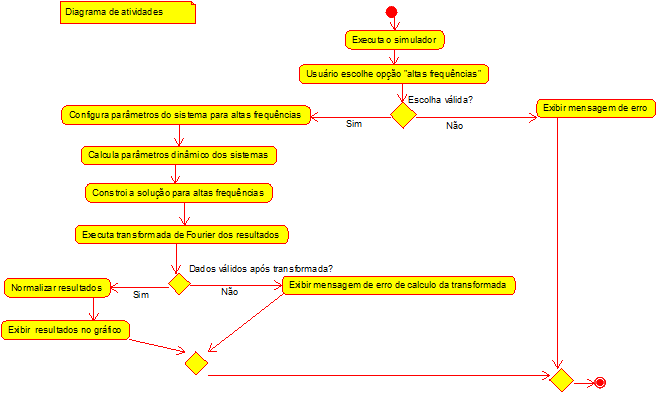 Diagrama de atividades
Executa o simulador
Usuário escolhe opção "altas frequências"
Escolha válida?
Exibir mensagem de erro
Configura parâmetros do sistema para altas frequências
Sim
Não
Calcula parâmetros dinâmico dos sistemas
Constroi a solução para altas frequências
Executa transformada de Fourier dos resultados
Dados válidos após transformada?
Normalizar resultados
Sim
Não
Exibir mensagem de erro de calculo da transformada
Exibir resultados no gráfico